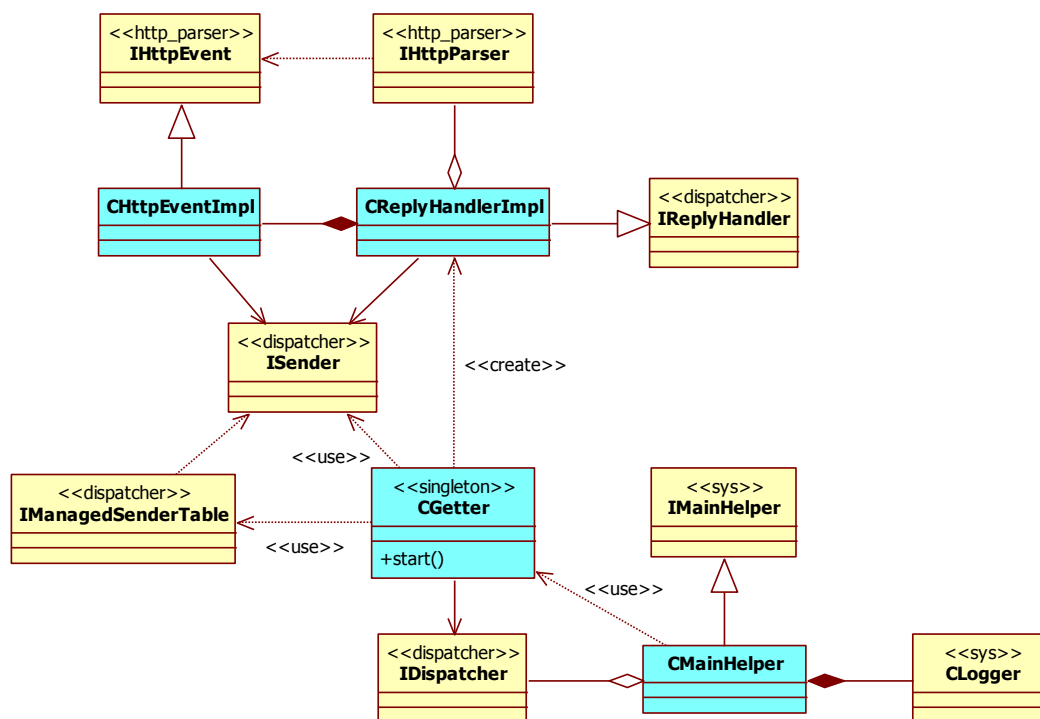 <<http_parser>>
IHttpEvent
<<http_parser>>
IHttpParser
CHttpEventImpl
CReplyHandlerImpl
<<dispatcher>>
IReplyHandler
<<dispatcher>>
ISender
<<create>>
<<use>>
<<dispatcher>>
IManagedSenderTable
<<singleton>>
CGetter
+start()
<<sys>>
IMainHelper
<<use>>
<<use>>
<<dispatcher>>
IDispatcher
CMainHelper
<<sys>>
CLogger